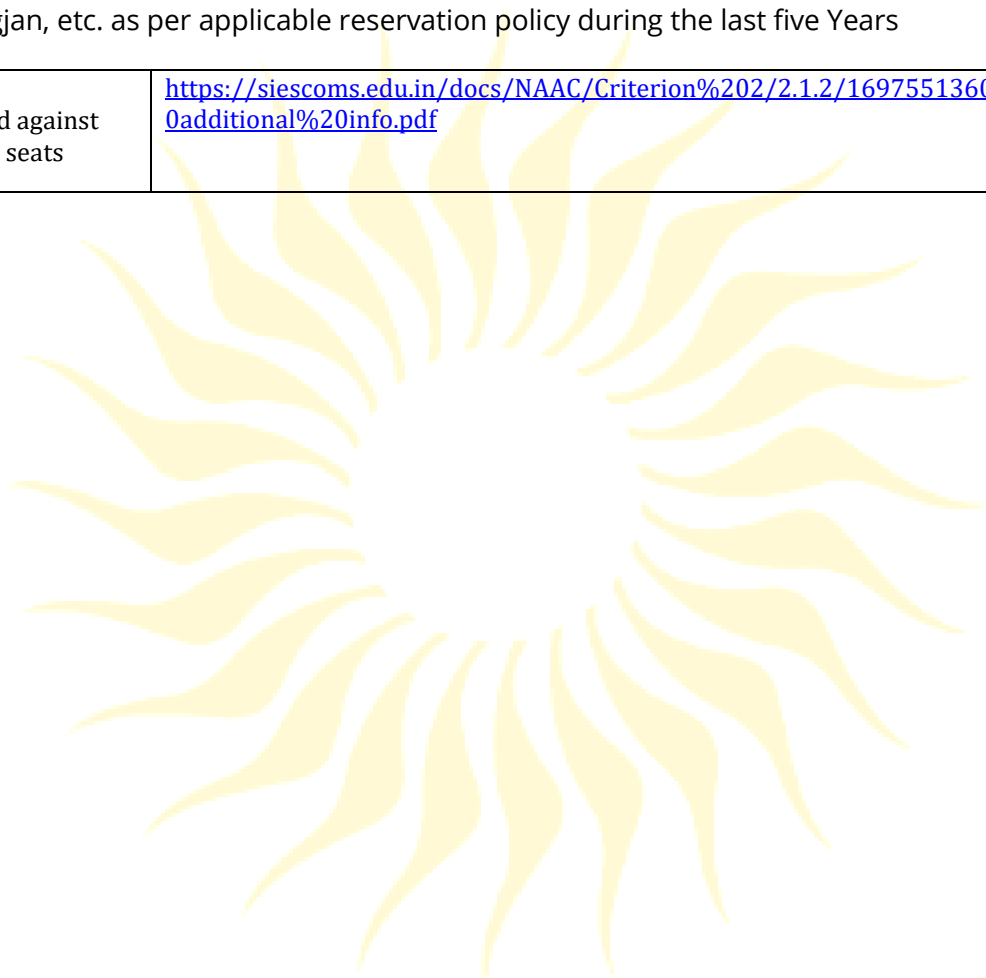 gjan, etc. as per applicable reservation policy during the last five Years
https://siescoms.edu.in/docs/NAAC/Criterion%202/2.1.2/1697551360
d against
0additional%20info.pdf
seats